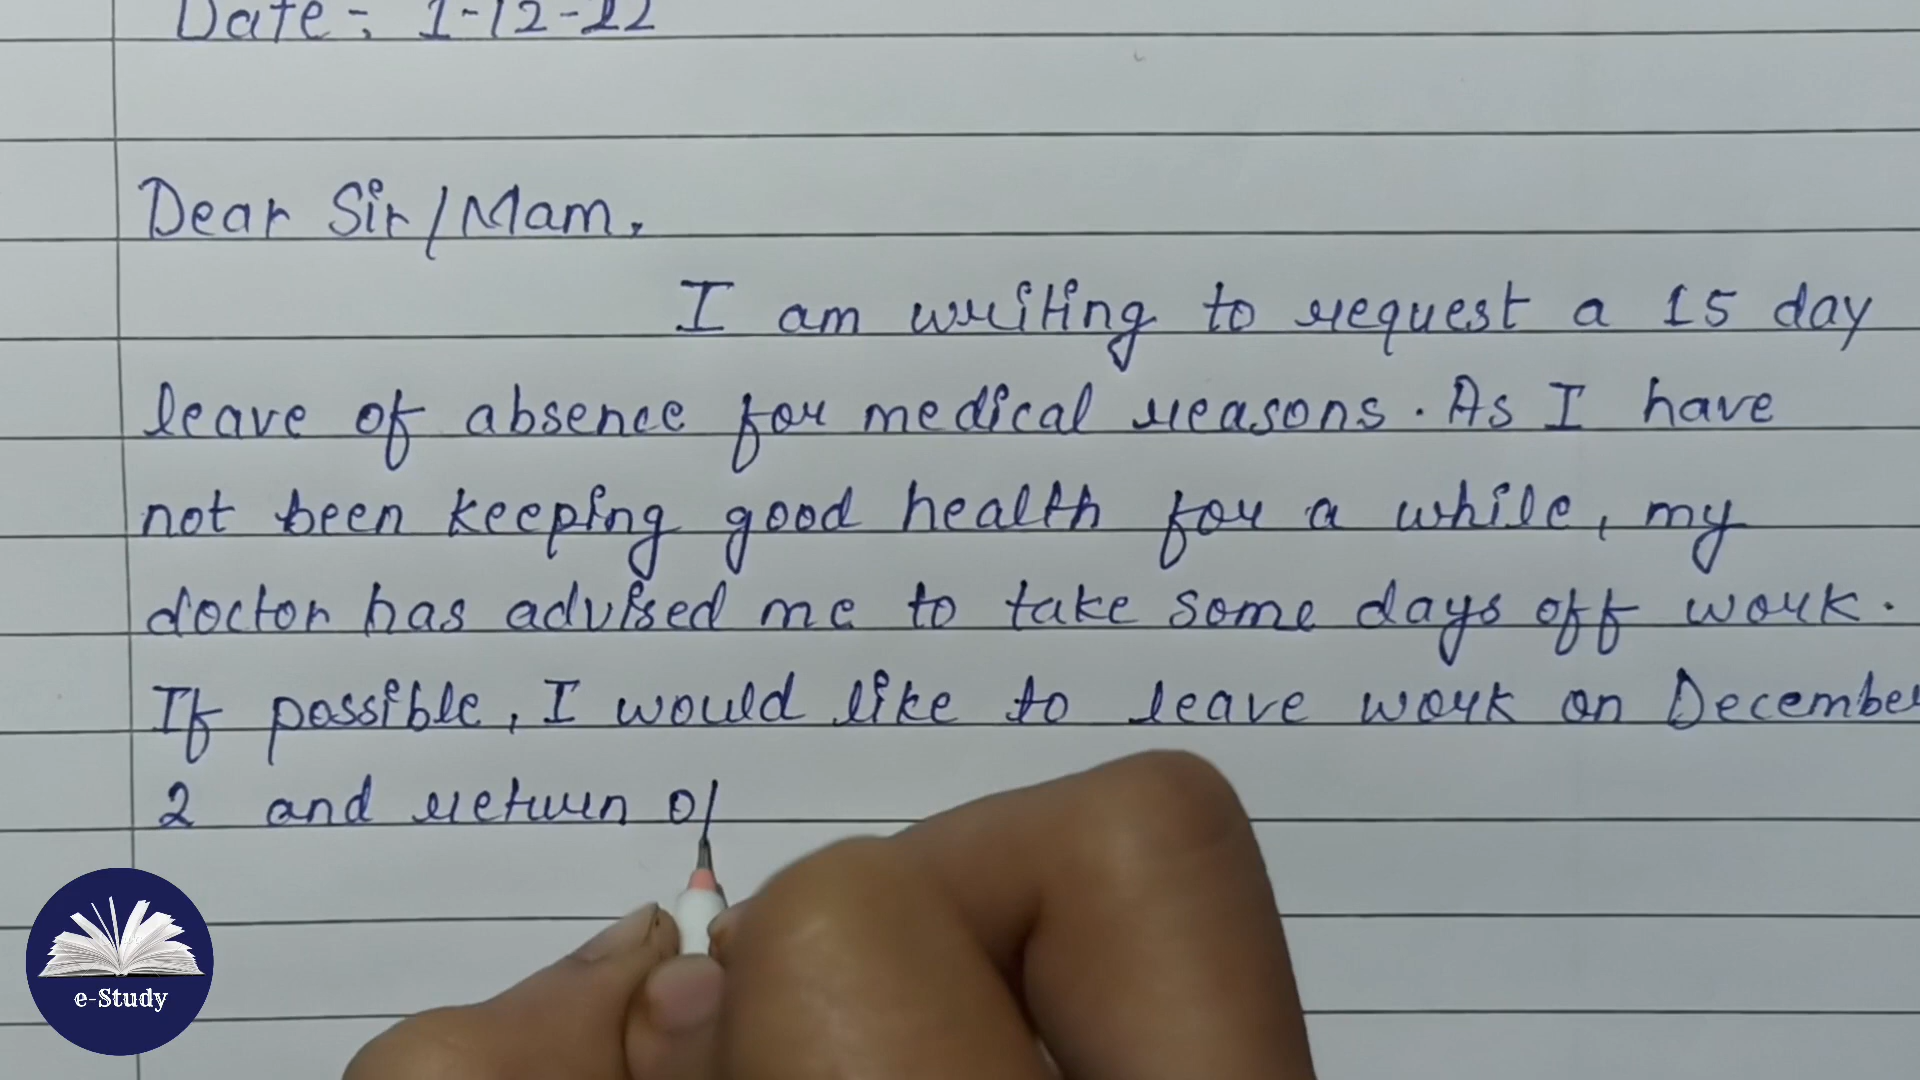 Date: 1-12-22
Dear Sir/Mam,
I am writing to request a 15 day
leave of absence for medical reasons. As I have
not been keeping good health for a while, my
doctor has advised me to take some days off work.
If possible, I would like to leave work on December
2 and return
e-Study